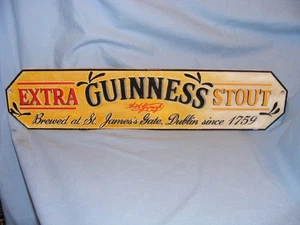 EXTRA GUINNESS STOUT
Brewed at St. James's Gate, Dublin since 1759